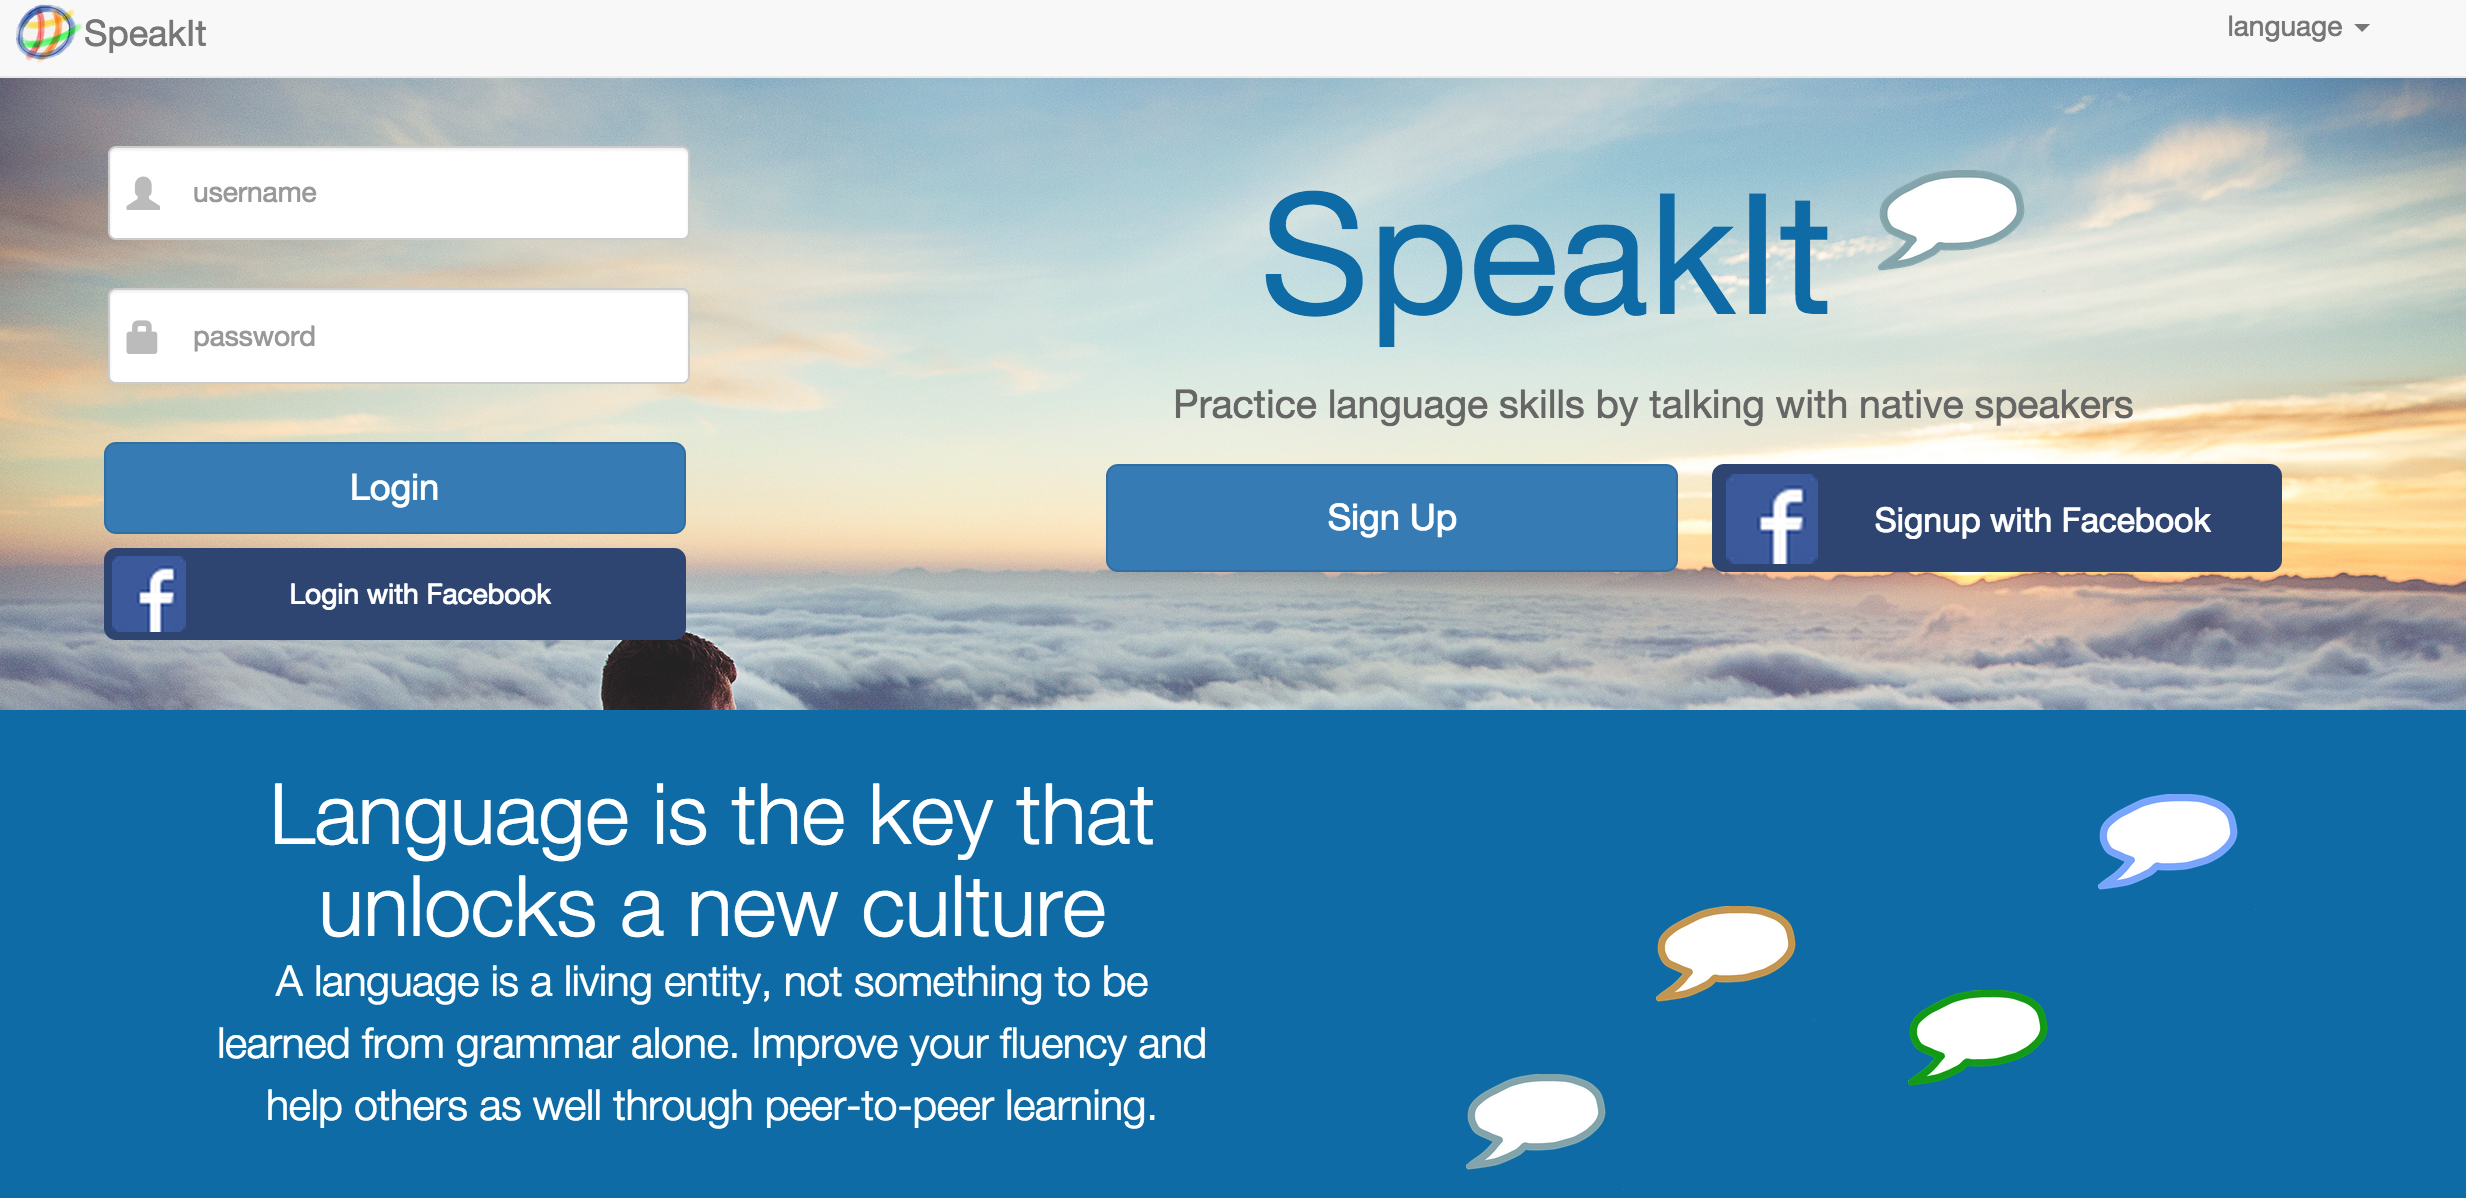 SpeakIt
language
username
password
Login
Login with Facebook
SpeakIt
Practice language skills by talking with native speakers
Sign Up
Signup with Facebook
Language is the key that
unlocks a new culture
A language is a living entity, not something to be
learned from grammar alone. Improve your fluency and
help others as well through peer-to-peer learning.